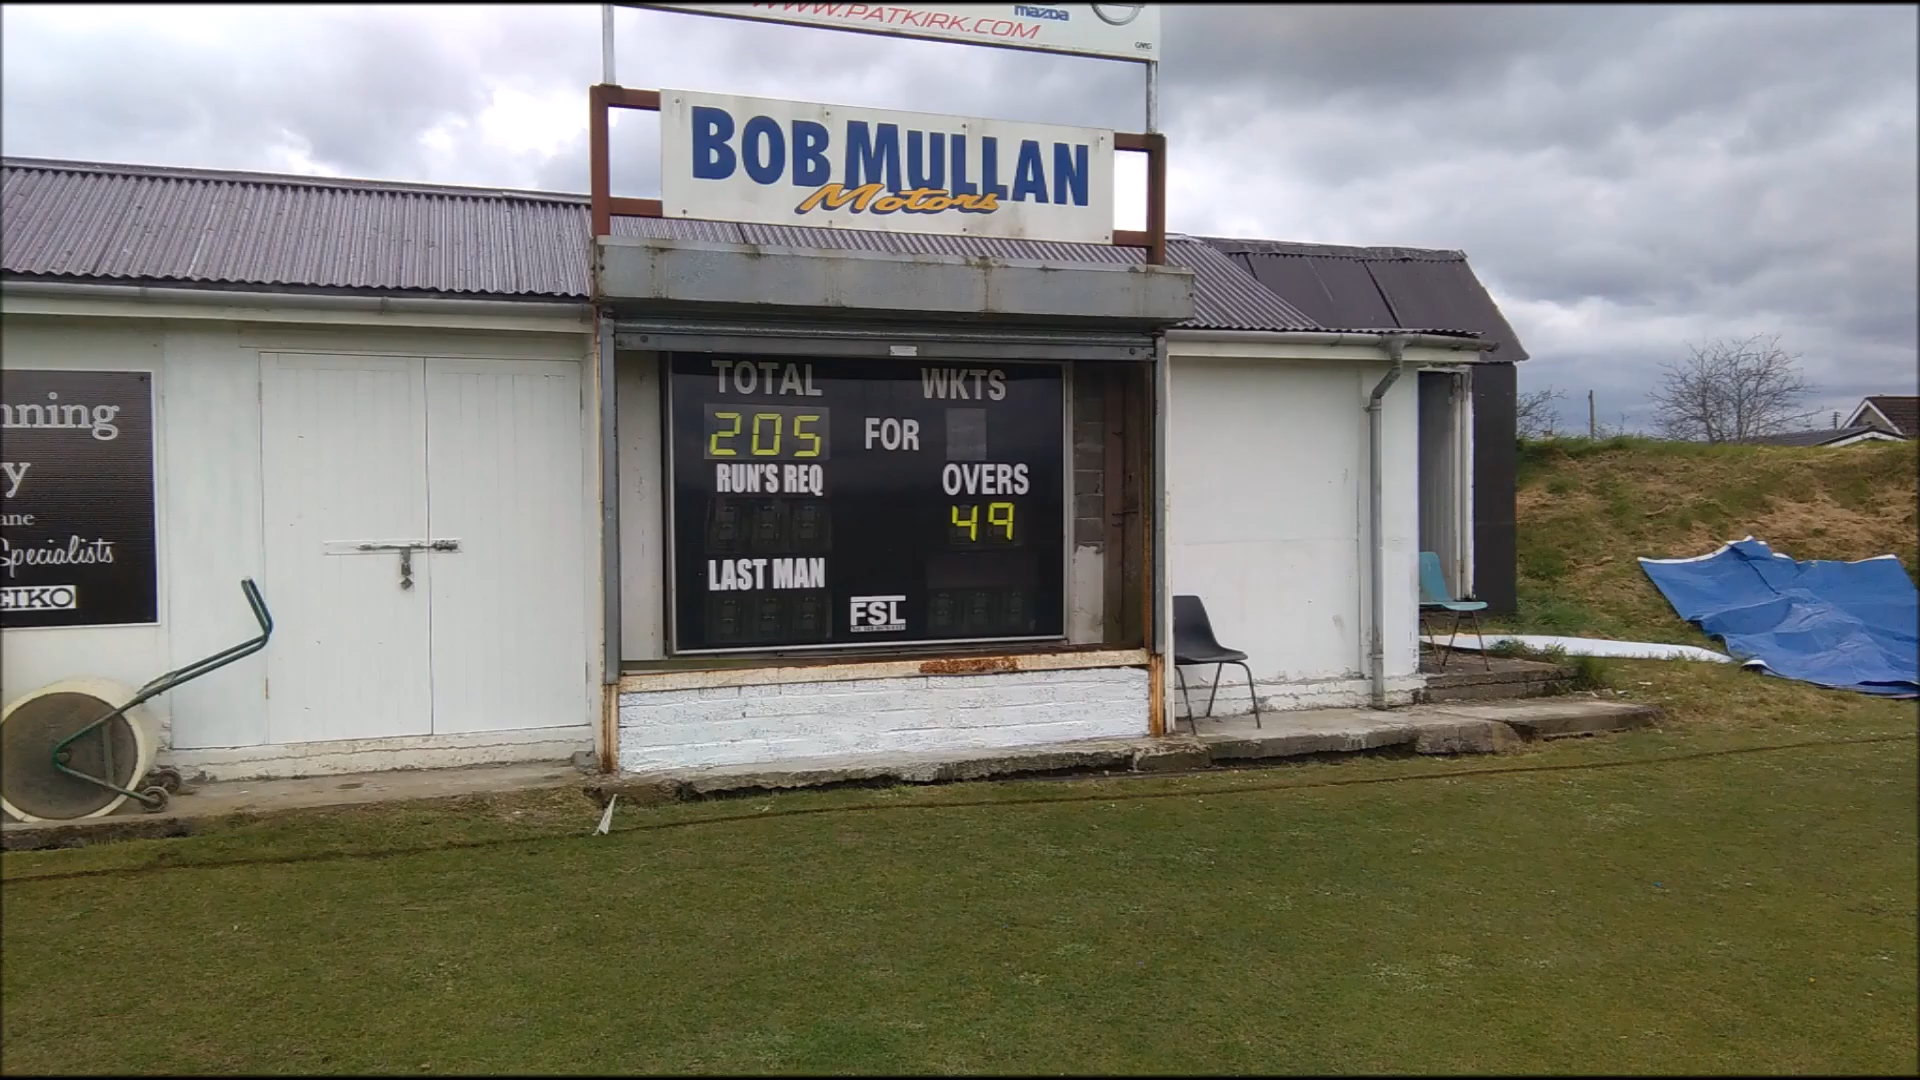 WWW.PATKIRK.COM
mazda
BOB MULLAN
Motors
TOTAL WKTS
205 FOR
RUN'S REQ OVERS
49
LAST MAN
FSL
nning
y
ane
Specialists
EIKO